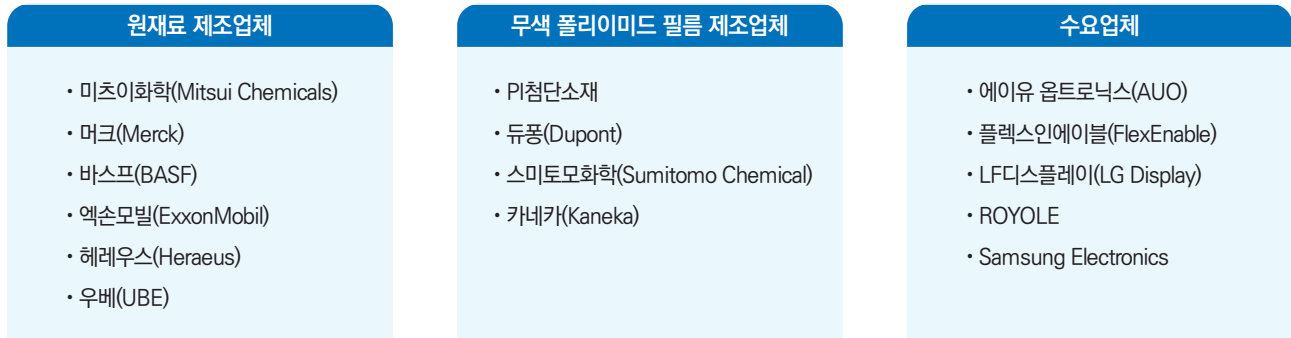 원재료 제조업체
• 미츠이화학(Mitsui Chemicals)
• 머크(Merck)
• 바스프(BASF)
• 엑손모빌(ExxonMobil)
• 헤레우스(Heraeus)
• 우베(UBE)
무색 폴리이미드 필름 제조업체
• PI첨단소재
• 듀퐁(Dupont)
• 스미토모화학(Sumitomo Chemical)
• 카네카(Kaneka)
수요업체
• 에이유 옵트로닉스(AUO)
• 플렉스인에이블(FlexEnable)
• LF디스플레이(LG Display)
• ROYOLE
• Samsung Electronics